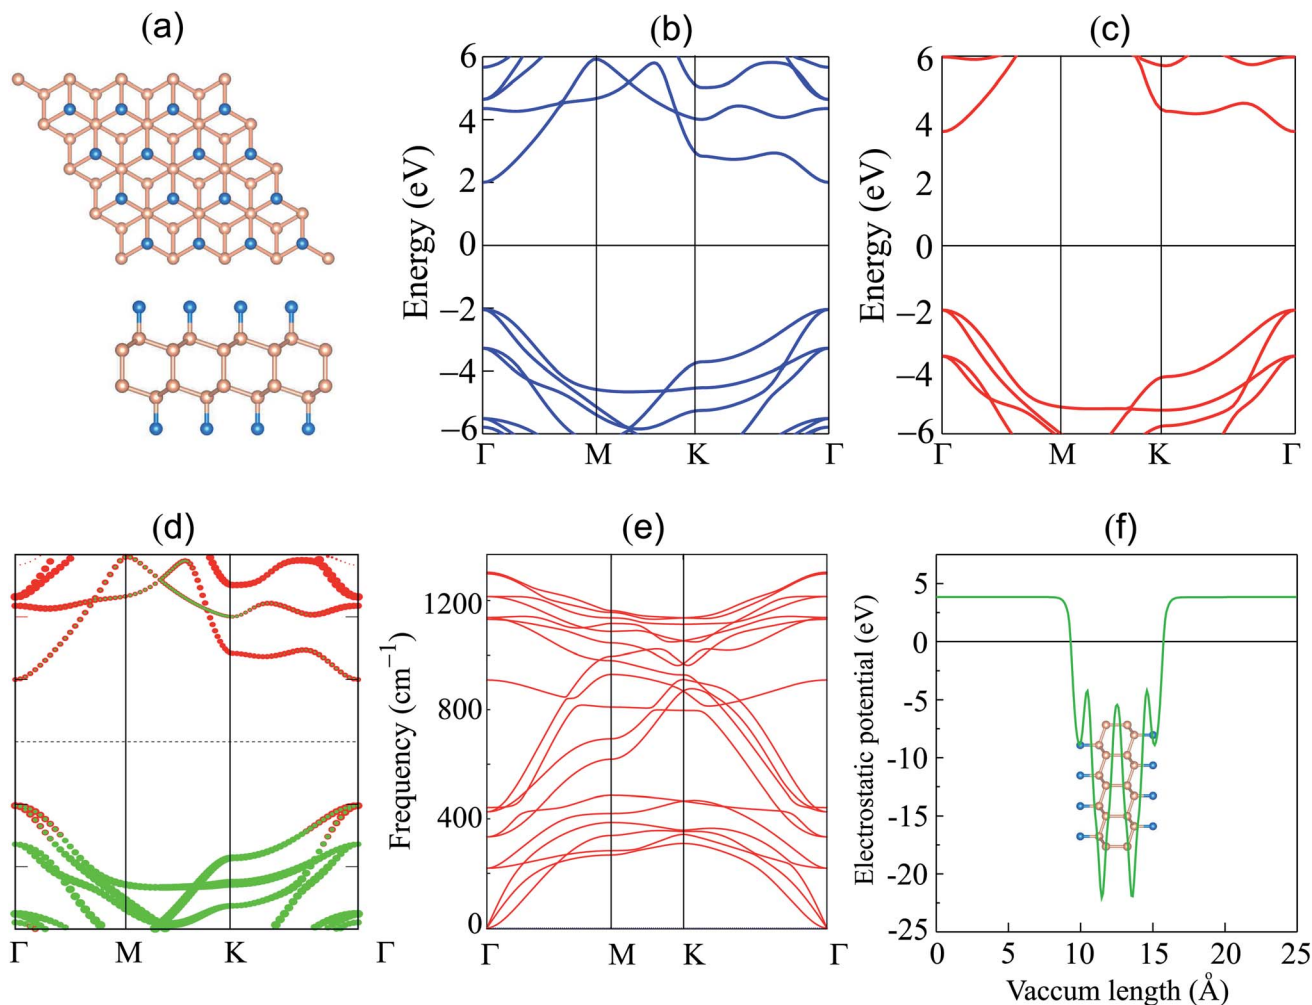 (a)
(b)
6
4
2
0
−2
−4
−6
Energy (eV)
Γ M K Γ
(c)
6
4
2
0
−2
−4
−6
Energy (eV)
Γ M K Γ
(d)
Γ M K Γ
(e)
1200
800
400
0
Frequency (cm−1)
Γ M K Γ
(f)
5
0
-5
-10
-15
-20
-25
Electrostatic potential (eV)
0 5 10 15 20 25
Vaccum length (Å)